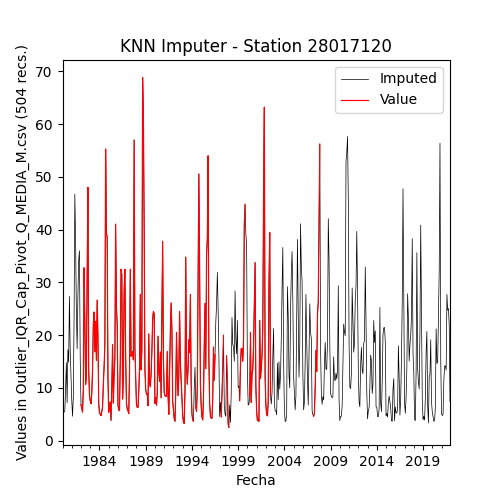 KNN Imputer - Station 28017120
Imputed
Value
Values in Outlier_IQR_Cap_Pivot_Q_MEDIA_M.csv (504 recs.)
70
60
50
40
30
20
10
0
1984 1989 1994 1999 2004 2009 2014 2019
Fecha